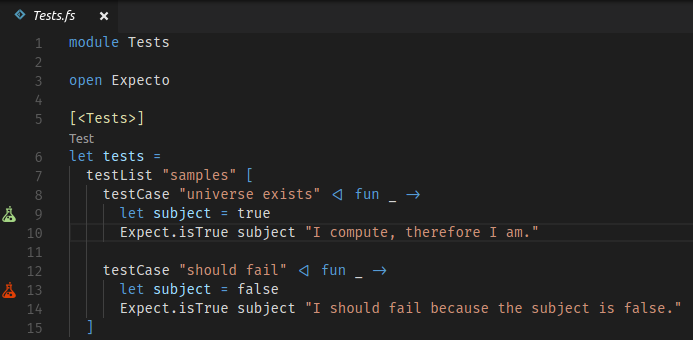 Tests.fs ×
1 module Tests
2
3 open Expecto
4
5 [<Tests>]
Test
6 let tests =
7 testList "samples" [
8 testCase "universe exists" <| fun _ ->
9 let subject = true
10 Expect.isTrue subject "I compute, therefore I am."
11
12 testCase "should fail" <| fun _ ->
13 let subject = false
14 Expect.isTrue subject "I should fail because the subject is false."
15 ]